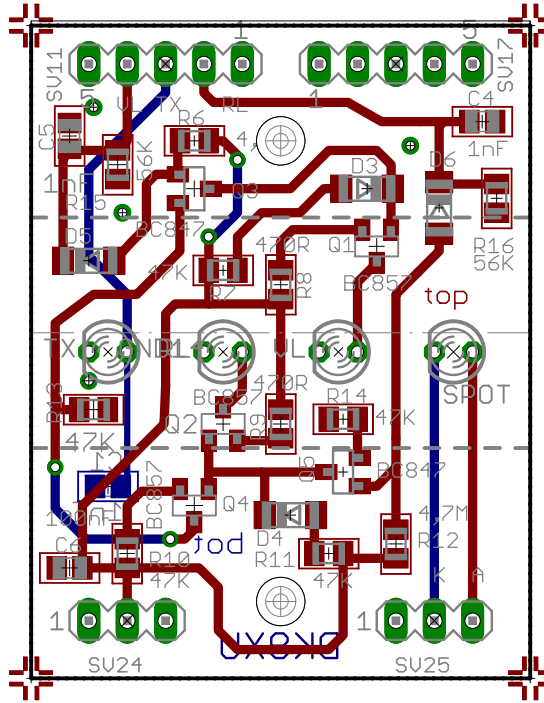 1
5
SV11
SV17
5
VL
TX
RL
1
C4
1nF
C5
R6
4,
56K
D3
D6
1nF
R15
Q3
D5
BC847
47K
470R
Q1
R16
56K
R7
R8
BC857
top
TX
GND
VL
SPOT
R13
BC857
470R
R14
47K
47K
Q2
R9
Q5
BC847
100nF
BC857
Q4
4,7M
D4
R12
C6
R10
R11
47K
47K
K
A
1
1
SV24
SV25